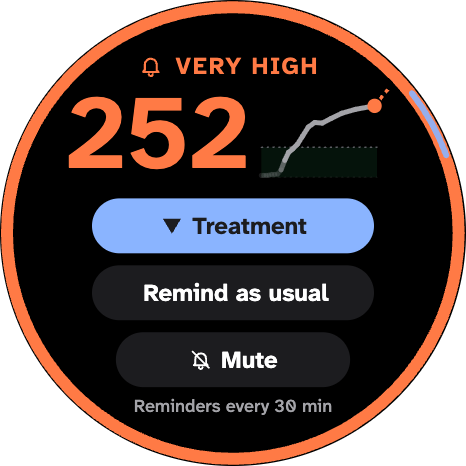 VERY HIGH
252
Treatment
Remind as usual
Mute
Reminders every 30 min